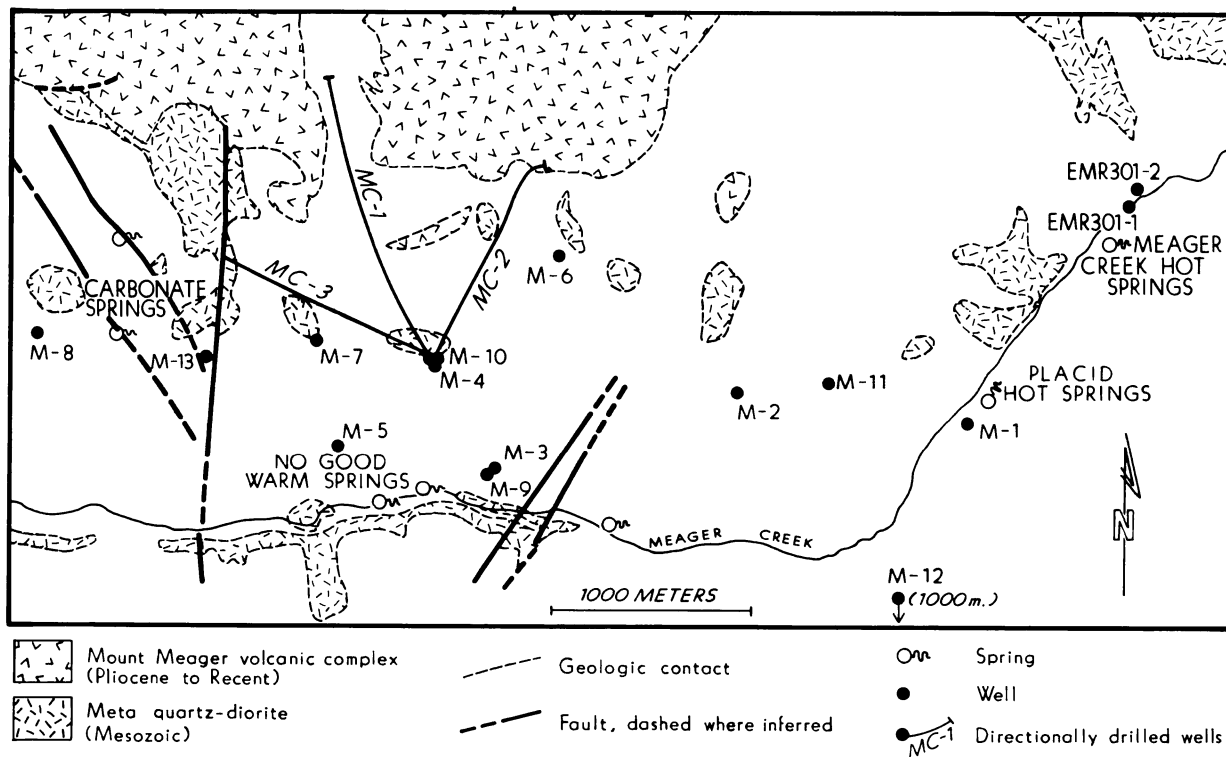 EMR301-2
EMR301-1
MEAGER
CREEK HOT
SPRINGS
MC-1
MC-2
MC-3
M-6
CARBONATE
SPRINGS
M-8
M-13
M-7
M-10
M-4
M-2
M-11
PLACID
HOT SPRINGS
M-1
M-5
NO GOOD
WARM SPRINGS
M-3
M-9
MEAGER CREEK
N
M-12
(1000m.)
1000 METERS
Mount Meager volcanic complex
(Pliocene to Recent)
Meta quartz-diorite
(Mesozoic)
Geologic contact
Fault, dashed where inferred
Spring
Well
MC-1
Directionally drilled wells